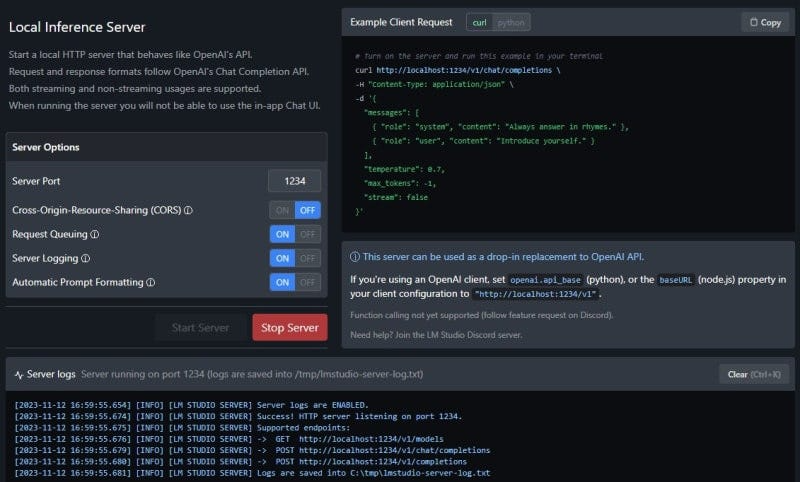 Local Inference Server
Start a local HTTP server that behaves like OpenAI's API.
Request and response formats follow OpenAI's Chat Completion API.
Both streaming and non-streaming usages are supported.
When running the server you will not be able to use the in-app Chat UI.
Server Options
Server Port 1234
Cross-Origin-Resource-Sharing (CORS) ON OFF
Request Queuing ON OFF
Server Logging ON OFF
Automatic Prompt Formatting ON OFF
Start Server Stop Server
Example Client Request curl python Copy
# Turn on the server and run this example in your terminal
curl http://localhost:1234/v1/chat/completions \
-H "Content-Type: application/json" \
-d '{
"messages": [
{ "role": "system", "content": "Always answer in rhymes." },
{ "role": "user", "content": "Introduce yourself." }
],
"temperature": 0.7,
"max_tokens": -1,
"stream": false
}'
This server can be used as a drop-in replacement to OpenAI API.
If you're using an OpenAI client, set openai.api_base (python), or the baseURL (node.js) property in
your client configuration to "http://localhost:1234/v1".
Function calling not yet supported (follow feature request on Discord).
Need help? Join the LM Studio Discord server.
Server logs Server running on port 1234 (logs are saved into /tmp/lmstudio-server-log.txt) Clear (Ctrl+K)
[2023-11-12 16:59:55.654] [INFO] [LM STUDIO SERVER] Server logs are ENABLED.
[2023-11-12 16:59:55.674] [INFO] [LM STUDIO SERVER] Success! HTTP server listening on port 1234.
[2023-11-12 16:59:55.675] [INFO] [LM STUDIO SERVER] Supported endpoints:
[2023-11-12 16:59:55.676] [INFO] [LM STUDIO SERVER] -> GET http://localhost:1234/v1/models
[2023-11-12 16:59:55.679] [INFO] [LM STUDIO SERVER] -> POST http://localhost:1234/v1/chat/completions
[2023-11-12 16:59:55.680] [INFO] [LM STUDIO SERVER] -> POST http://localhost:1234/v1/completions
[2023-11-12 16:59:55.681] [INFO] [LM STUDIO SERVER] Logs are saved into C:\tmp\lmstudio-server-log.txt